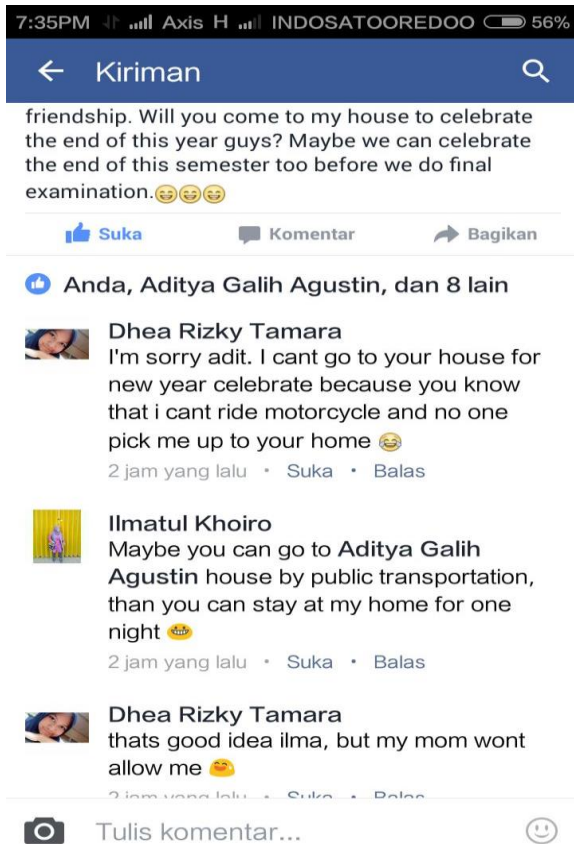 7:35PM Axis H INDOSATOOREDOO 56%
Kiriman
friendship. Will you come to my house to celebrate
the end of this year guys? Maybe we can celebrate
the end of this semester too before we do final
examination.😄😄😄
Suka Komentar Bagikan
Anda, Aditya Galih Agustin, dan 8 lain
Dhea Rizky Tamara
I'm sorry adit. I cant go to your house for
new year celebrate because you know
that i cant ride motorcycle and no one
pick me up to your home 😂
2 jam yang lalu • Suka • Balas
Ilmatul Khoiro
Maybe you can go to Aditya Galih
Agustin house by public transportation,
than you can stay at my home for one
night 😁
2 jam yang lalu • Suka • Balas
Dhea Rizky Tamara
thats good idea ilma, but my mom wont
allow me 😅
2 jam yang lalu • Suka • Balas
Tulis komentar...